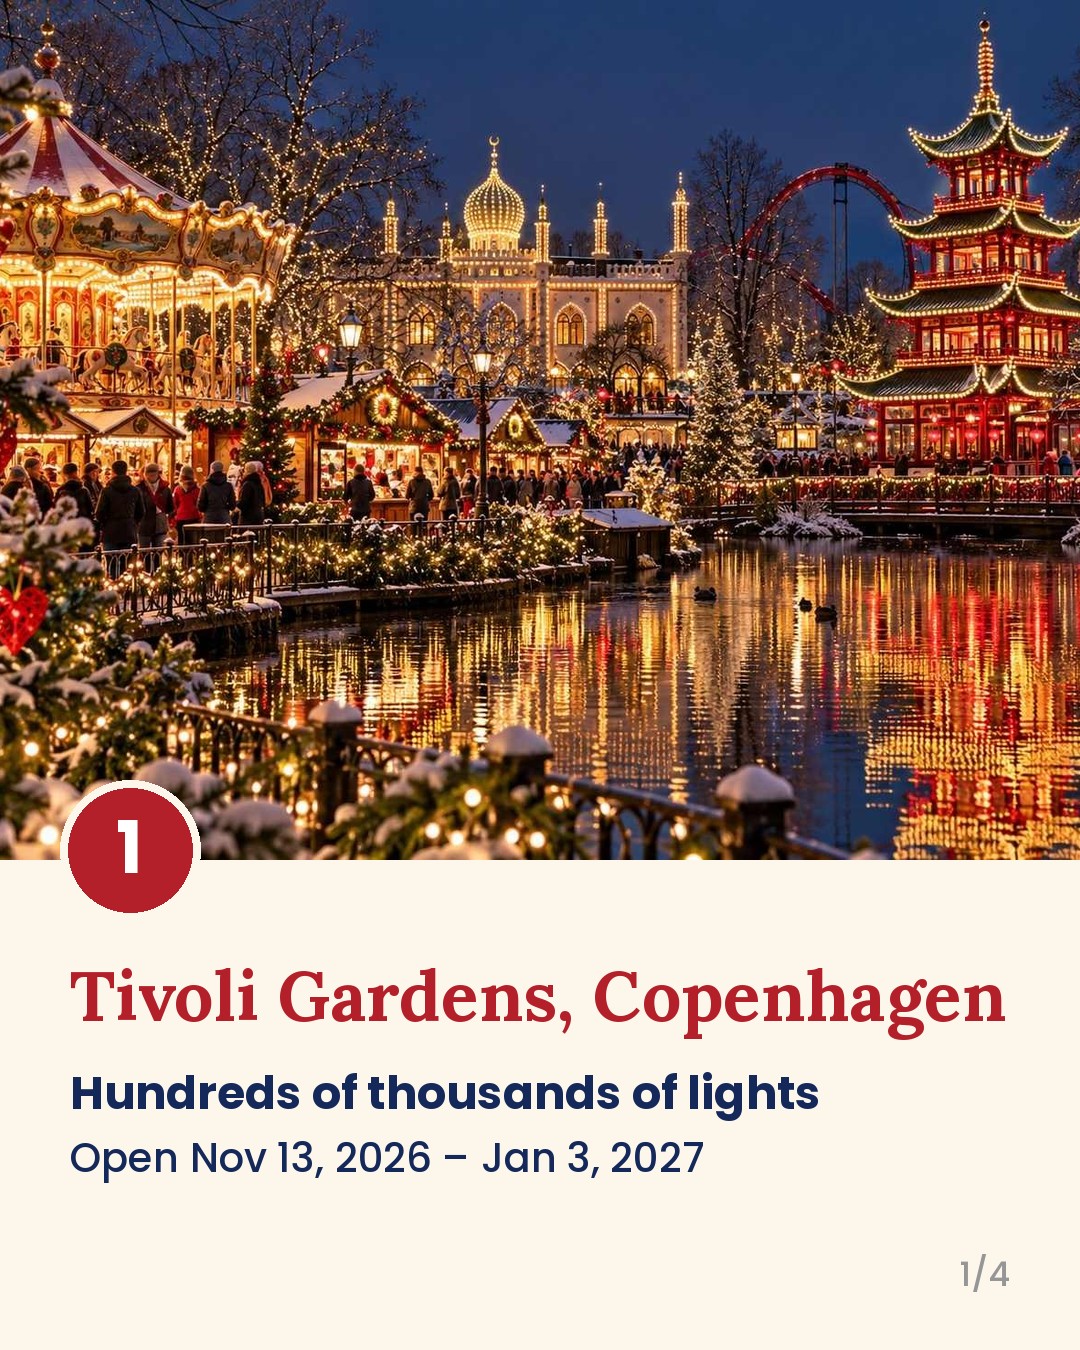 1
Tivoli Gardens, Copenhagen
Hundreds of thousands of lights
Open Nov 13, 2026 – Jan 3, 2027
1/4